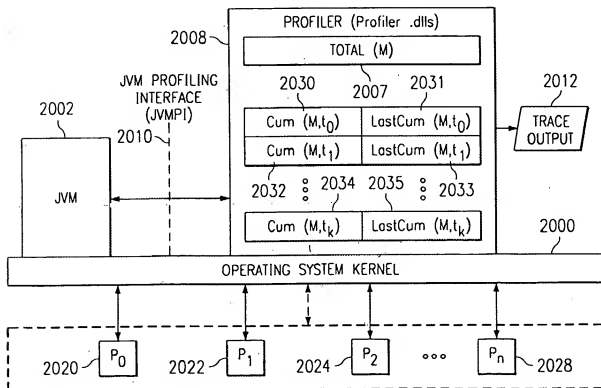 PROFILER (Profiler .dlls)
2008
TOTAL (M)
JVM PROFILING
INTERFACE
(JVMPI)
2030
2007
2031
2012
2002
2010
Cum (M,t₀)
LastCum (M,t₀)
TRACE
OUTPUT
Cum (M,t₁)
LastCum (M,t₁)
2032
2034
2035
2033
JVM
Cum (M,tₖ)
LastCum (M,tₖ)
2000
OPERATING SYSTEM KERNEL
2020
P₀
2022
P₁
2024
P₂
Pₙ
2028